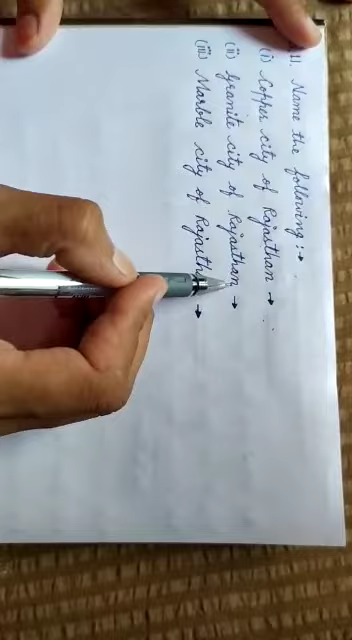 11. Name the following :→
(i) Copper city of Rajasthan →
(ii) Granite city of Rajasthan →
(iii) Marble city of Rajasthan →